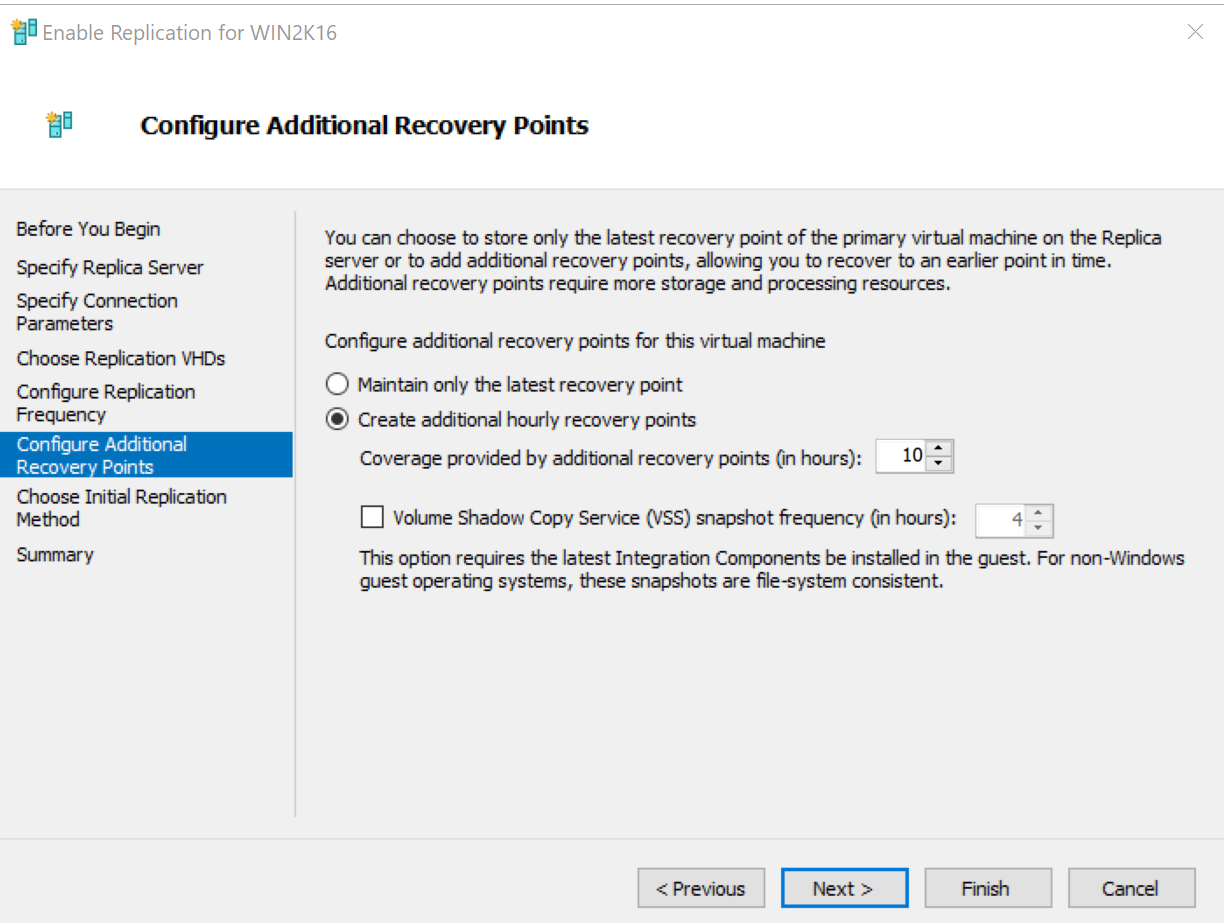 Enable Replication for WIN2K16
Configure Additional Recovery Points
Before You Begin
Specify Replica Server
Specify Connection
Parameters
Choose Replication VHDs
Configure Replication
Frequency
Configure Additional
Recovery Points
Choose Initial Replication
Method
Summary
You can choose to store only the latest recovery point of the primary virtual machine on the Replica
server or to add additional recovery points, allowing you to recover to an earlier point in time.
Additional recovery points require more storage and processing resources.
Configure additional recovery points for this virtual machine
Maintain only the latest recovery point
Create additional hourly recovery points
Coverage provided by additional recovery points (in hours): 10
Volume Shadow Copy Service (VSS) snapshot frequency (in hours): 4
This option requires the latest Integration Components be installed in the guest. For non-Windows
guest operating systems, these snapshots are file-system consistent.
< Previous Next > Finish Cancel